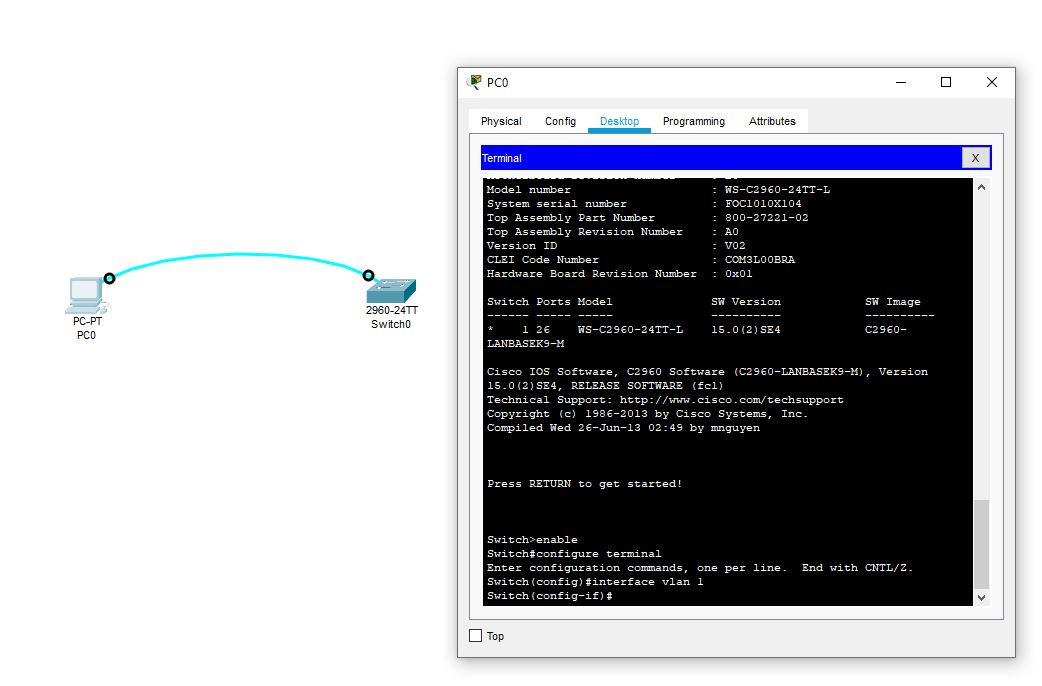 PC0
Physical Config Desktop Programming Attributes
Terminal X
Model number : WS-C2960-24TT-L
System serial number : FOC1010X104
Top Assembly Part Number : 800-27221-02
Top Assembly Revision Number : A0
Version ID : V02
CLEI Code Number : COM3L00BRA
Hardware Board Revision Number : 0x01
Switch Ports Model SW Version SW Image
------ ----- ----- ---------- ----------
* 1 26 WS-C2960-24TT-L 15.0(2)SE4 C2960-
LANBASEK9-M
Cisco IOS Software, C2960 Software (C2960-LANBASEK9-M), Version
15.0(2)SE4, RELEASE SOFTWARE (fc1)
Technical Support: http://www.cisco.com/techsupport
Copyright (c) 1986-2013 by Cisco Systems, Inc.
Compiled Wed 26-Jun-13 02:49 by mnguyen
Press RETURN to get started!
Switch>enable
Switch#configure terminal
Enter configuration commands, one per line. End with CNTL/Z.
Switch(config)#interface vlan 1
Switch(config-if)#
Top
PC-PT
PC0
2960-24TT
Switch0